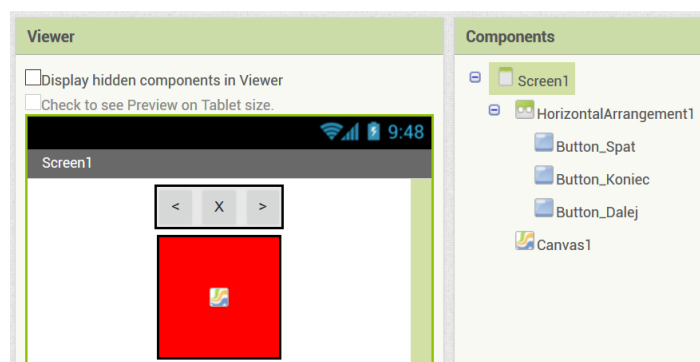 Viewer
Display hidden components in Viewer
Check to see Preview on Tablet size.
9:48
Screen1
< X >
Components
Screen1
HorizontalArrangement1
Button_Spat
Button_Koniec
Button_Dalej
Canvas1